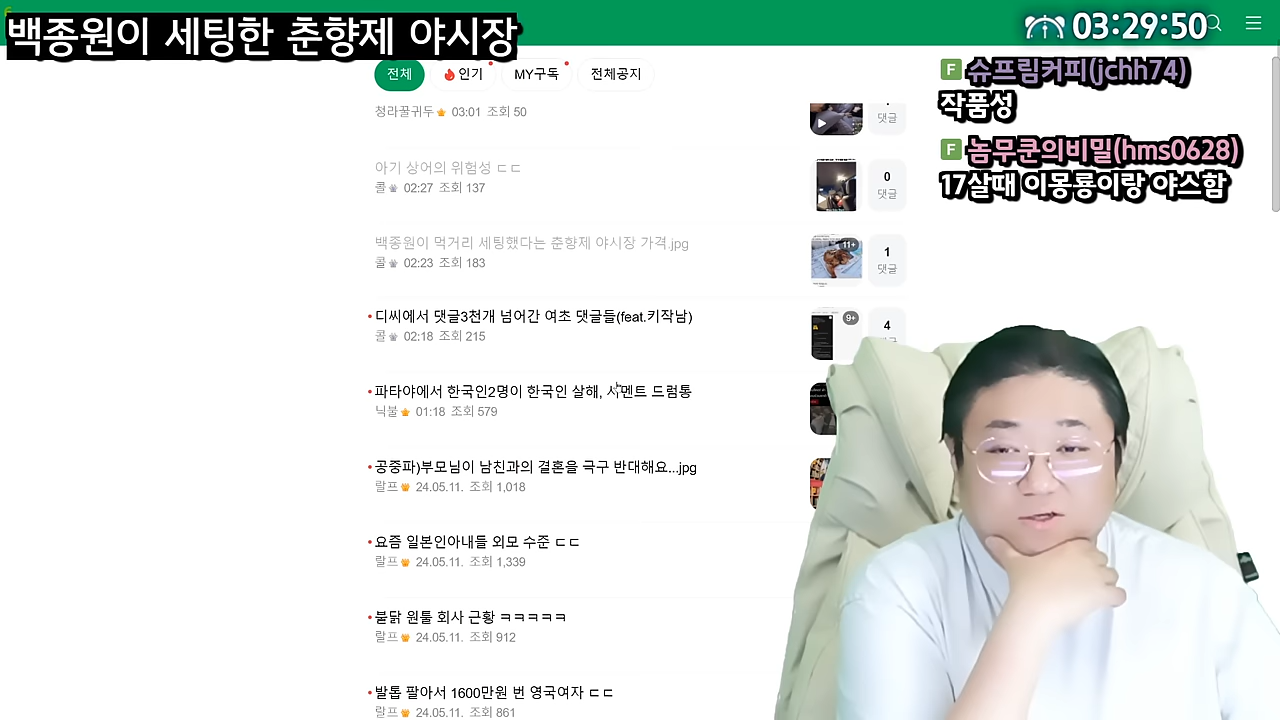 백종원이 세팅한 춘향제 야시장
03:29:50
전체
인기
MY구독
전체공지
F 슈프림커피(jchh74)
작품성
F 놈무쿤의비밀(hms0628)
17살때 이몽룡이랑 야스함
청라꿀귀두 03:01 조회 50
댓글
아기 상어의 위험성 ㄷㄷ
콜 02:27 조회 137
0
댓글
백종원이 먹거리 세팅했다는 춘향제 야시장 가격.jpg
콜 02:23 조회 183
11+
1
댓글
디씨에서 댓글3천개 넘어간 여초 댓글들(feat.키작남)
콜 02:18 조회 215
9+
4
파타야에서 한국인2명이 한국인 살해, 시멘트 드럼통
닉불 01:18 조회 579
공중파)부모님이 남친과의 결혼을 극구 반대해요...jpg
랄프 24.05.11. 조회 1,018
요즘 일본인아내들 외모 수준 ㄷㄷ
랄프 24.05.11. 조회 1,339
불닭 원툴 회사 근황 ㅋㅋㅋㅋㅋ
랄프 24.05.11. 조회 912
발톱 팔아서 1600만원 번 영국여자 ㄷㄷ
랄프 24.05.11. 조회 861